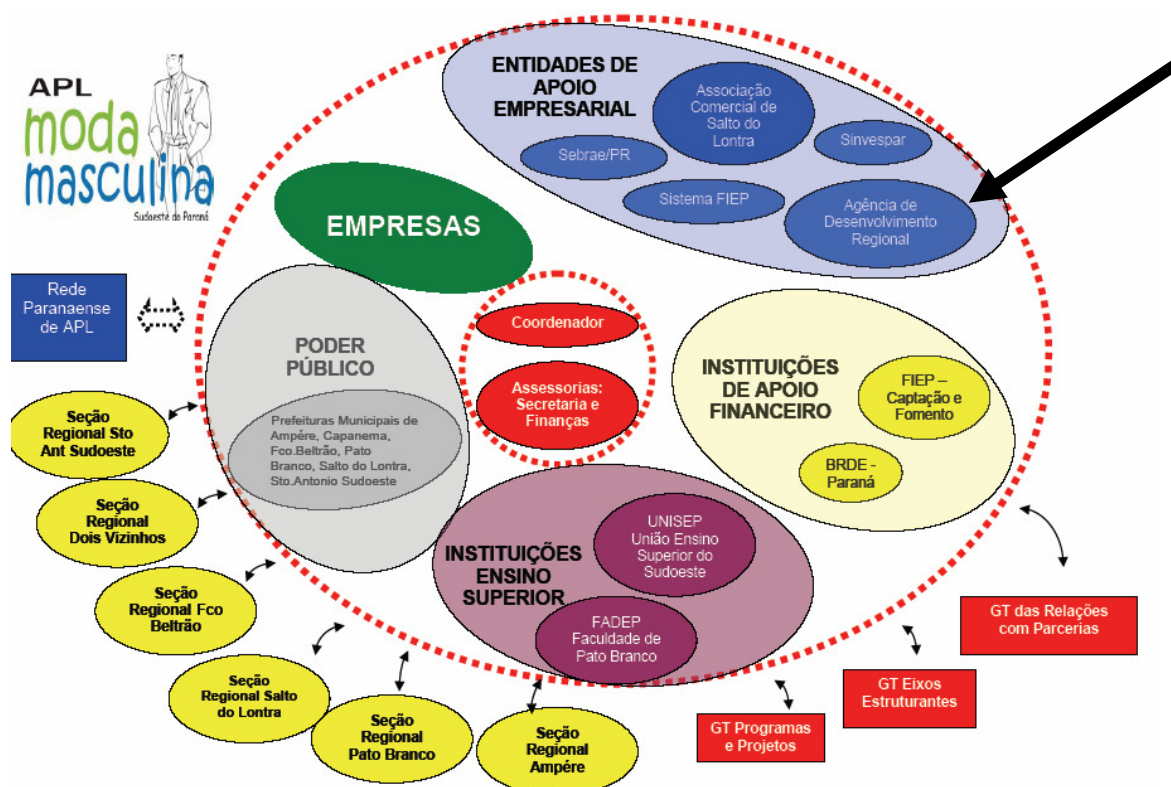 APL
moda
masculina
Sudoeste do Paraná
ENTIDADES DE
APOIO
EMPRESARIAL
Associação
Comercial de
Salto do
Lontra
Sebrae/PR
Sinvespar
Sistema FIEP
Agência de
Desenvolvimento
Regional
EMPRESAS
Rede
Paranaense
de APL
PODER
PÚBLICO
Prefeituras Municipais de
Ampére, Capanema,
Fco.Beltrão, Pato
Branco, Salto do Lontra,
Sto.Antonio Sudoeste
Coordenador
Assessorias:
Secretaria e
Finanças
INSTITUIÇÕES
DE APOIO
FINANCEIRO
FIEP –
Captação e
Fomento
BRDE -
Paraná
INSTITUIÇÕES
ENSINO
SUPERIOR
UNISEP
União Ensino
Superior do
Sudoeste
FADEP
Faculdade de
Pato Branco
Seção
Regional Sto
Ant Sudoeste
Seção
Regional
Dois Vizinhos
Seção
Regional Fco
Beltrão
Seção
Regional Salto
do Lontra
Seção
Regional
Pato Branco
Seção
Regional
Ampére
GT Programas
e Projetos
GT Eixos
Estruturantes
GT das Relações
com Parcerias